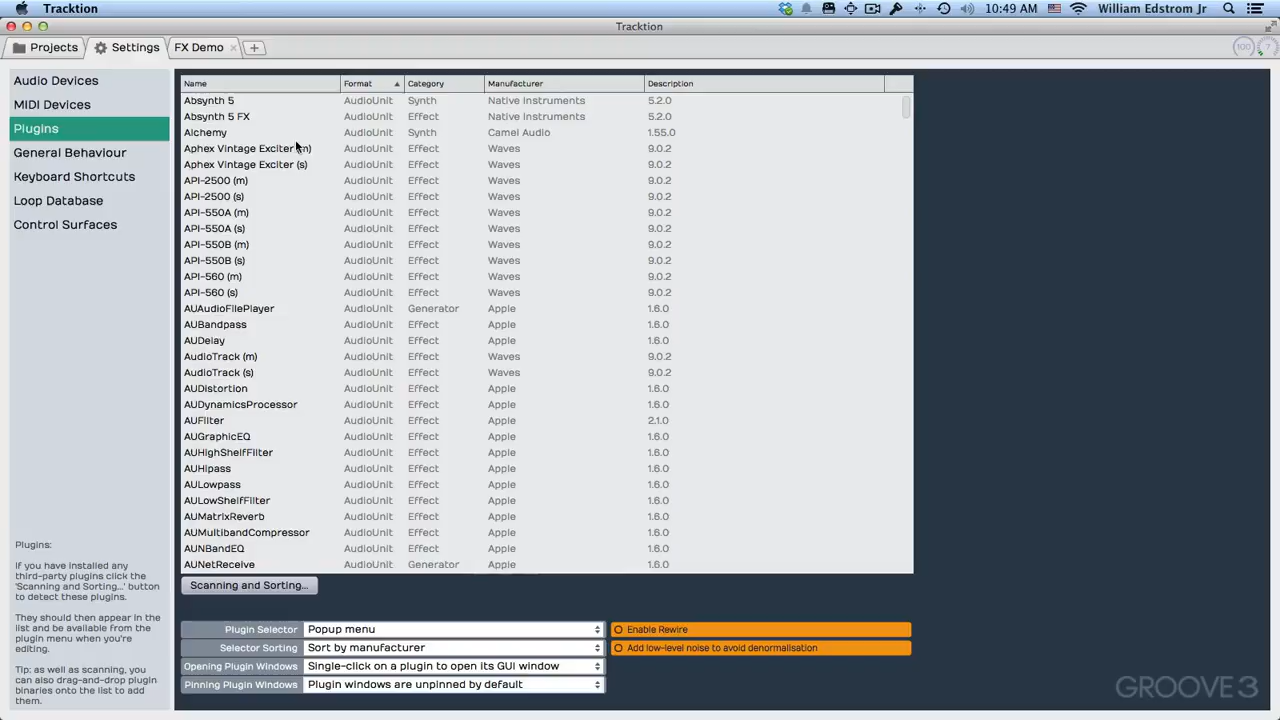 Tracktion 10:49 AM William Edstrom Jr
Tracktion
Projects Settings FX Demo × +
100 7
Audio Devices
MIDI Devices
Plugins
General Behaviour
Keyboard Shortcuts
Loop Database
Control Surfaces
Name Format Category Manufacturer Description
Absynth 5 AudioUnit Synth Native Instruments 5.2.0
Absynth 5 FX AudioUnit Effect Native Instruments 5.2.0
Alchemy AudioUnit Synth Camel Audio 1.55.0
Aphex Vintage Exciter (m) AudioUnit Effect Waves 9.0.2
Aphex Vintage Exciter (s) AudioUnit Effect Waves 9.0.2
API-2500 (m) AudioUnit Effect Waves 9.0.2
API-2500 (s) AudioUnit Effect Waves 9.0.2
API-550A (m) AudioUnit Effect Waves 9.0.2
API-550A (s) AudioUnit Effect Waves 9.0.2
API-550B (m) AudioUnit Effect Waves 9.0.2
API-550B (s) AudioUnit Effect Waves 9.0.2
API-560 (m) AudioUnit Effect Waves 9.0.2
API-560 (s) AudioUnit Effect Waves 9.0.2
AUAudioFilePlayer AudioUnit Generator Apple 1.6.0
AUBandpass AudioUnit Effect Apple 1.6.0
AUDelay AudioUnit Effect Apple 1.6.0
AudioTrack (m) AudioUnit Effect Waves 9.0.2
AudioTrack (s) AudioUnit Effect Waves 9.0.2
AUDistortion AudioUnit Effect Apple 1.6.0
AUDynamicsProcessor AudioUnit Effect Apple 1.6.0
AUFilter AudioUnit Effect Apple 2.1.0
AUGraphicEQ AudioUnit Effect Apple 1.6.0
AUHighShelfFilter AudioUnit Effect Apple 1.6.0
AUHipass AudioUnit Effect Apple 1.6.0
AULowpass AudioUnit Effect Apple 1.6.0
AULowShelfFilter AudioUnit Effect Apple 1.6.0
AUMatrixReverb AudioUnit Effect Apple 1.6.0
AUMultibandCompressor AudioUnit Effect Apple 1.6.0
AUNBandEQ AudioUnit Effect Apple 1.6.0
AUNetReceive AudioUnit Generator Apple 1.6.0
Scanning and Sorting...
Plugin Selector Popup menu
Selector Sorting Sort by manufacturer
Opening Plugin Windows Single-click on a plugin to open its GUI window
Pinning Plugin Windows Plugin windows are unpinned by default
Enable Rewire
Add low-level noise to avoid denormalisation
Plugins:
If you have installed any
third-party plugins click the
'Scanning and Sorting...' button
to detect these plugins.
They should then appear in the
list and be available from the
plugin menu when you're
editing.
Tip: as well as scanning, you
can also drag-and-drop plugin
binaries onto the list to add
them.
GROOVE 3